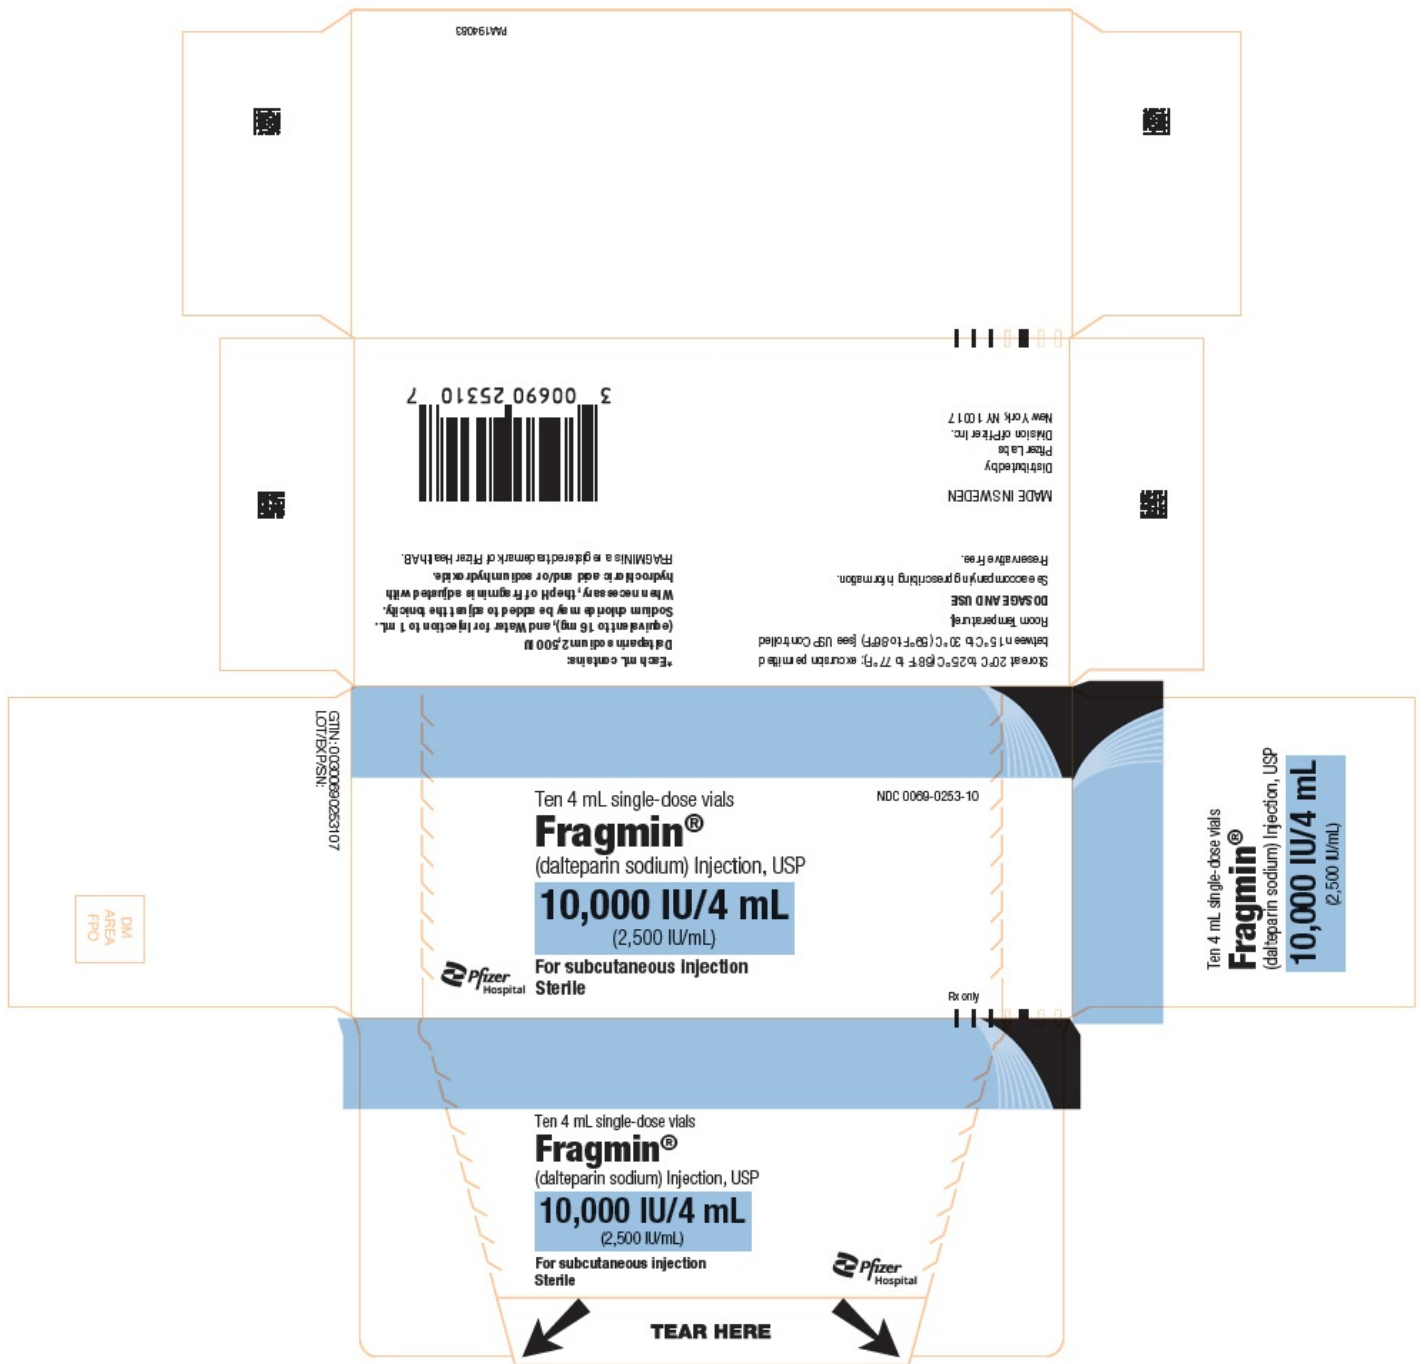 PAA194083
3 00690 25310 7
Distributed by
Pfizer Labs
Division of Pfizer Inc.
New York, NY 10017
MADE IN SWEDEN
*Each mL contains:
Dalteparin sodium 2,500 IU
(equivalent to 16 mg), and Water for Injection to 1 mL.
Sodium chloride may be added to adjust the tonicity.
When necessary, the pH of Fragmin is adjusted with
hydrochloric acid and/or sodium hydroxide.
FRAGMIN is a registered trademark of Pfizer Health AB.
Store at 20°C to 25°C (68°F to 77°F); excursion permitted
between 15°C to 30°C (59°F to 86°F) [see USP Controlled
Room Temperature].
DOSAGE AND USE
See accompanying prescribing information.
Preservative Free.
GTIN: 00300690253107
LOT/EXP/SN:
DM
AREA
FPO
Ten 4 mL single-dose vials
NDC 0069-0253-10
Fragmin®
(dalteparin sodium) Injection, USP
10,000 IU/4 mL
(2,500 IU/mL)
For subcutaneous injection
Sterile
Pfizer
Hospital
Rx only
Ten 4 mL single-dose vials
Fragmin®
(dalteparin sodium) Injection, USP
10,000 IU/4 mL
(2,500 IU/mL)
Ten 4 mL single-dose vials
Fragmin®
(dalteparin sodium) Injection, USP
10,000 IU/4 mL
(2,500 IU/mL)
For subcutaneous injection
Sterile
Pfizer
Hospital
TEAR HERE